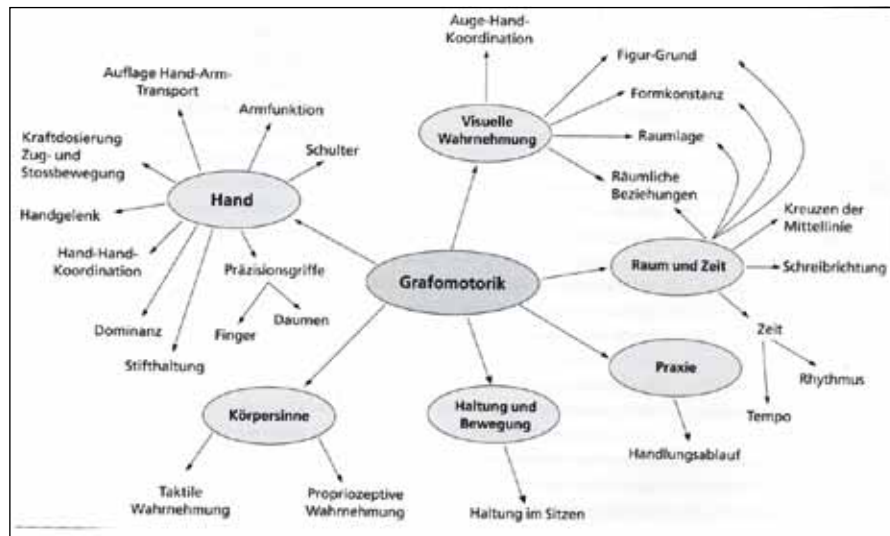 Auge-Hand-
Koordination
Figur-Grund
Auflage Hand-Arm-
Transport
Formkonstanz
Armfunktion
Visuelle
Wahrnehmung
Kraftdosierung
Zug- und
Stossbewegung
Raumlage
Schulter
Räumliche
Beziehungen
Hand
Kreuzen der
Mittellinie
Handgelenk
Hand-Hand-
Koordination
Präzisionsgriffe
Raum und Zeit
Schreibrichtung
Grafomotorik
Dominanz
Finger
Daumen
Zeit
Stifthaltung
Praxie
Rhythmus
Körpersinne
Haltung und
Bewegung
Tempo
Handlungsablauf
Taktile
Wahrnehmung
Propriozeptive
Wahrnehmung
Haltung im Sitzen